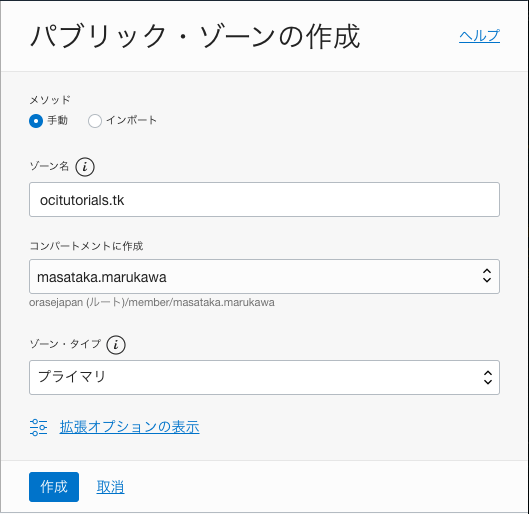 パブリック・ゾーンの作成
ヘルプ
メソッド
手動
インポート
ゾーン名
ocitutorials.tk
コンパートメントに作成
masataka.marukawa
orasejapan (ルート)/member/masataka.marukawa
ゾーン・タイプ
プライマリ
拡張オプションの表示
作成
取消